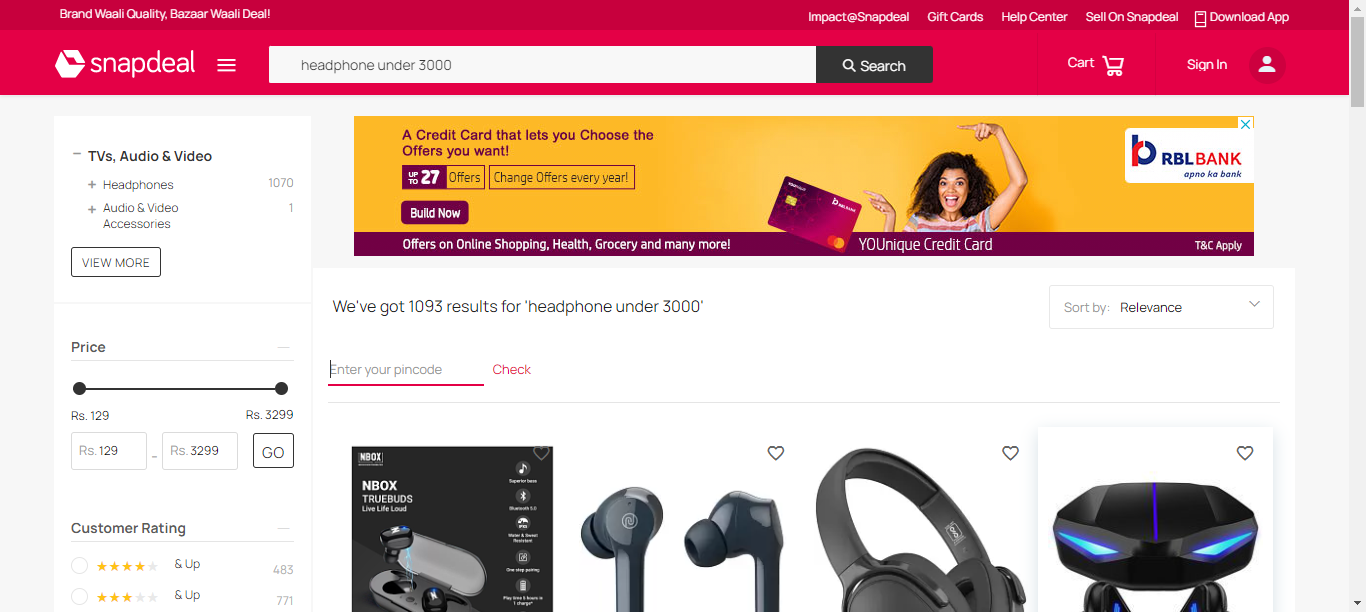 Brand Waali Quality, Bazaar Waali Deal!
Impact@Snapdeal Gift Cards Help Center Sell On Snapdeal Download App
snapdeal
headphone under 3000
Search
Cart
Sign In
TVs, Audio & Video
Headphones 1070
Audio & Video 1
Accessories
VIEW MORE
A Credit Card that lets you Choose the
Offers you want!
UP TO 27 Offers Change Offers every year!
Build Now
Offers on Online Shopping, Health, Grocery and many more!
YOUnique Credit Card
T&C Apply
RBLBANK
apno ka bank
We've got 1093 results for 'headphone under 3000'
Sort by: Relevance
Enter your pincode Check
Price
Rs. 129 Rs. 3299
Rs. 129 - Rs. 3299 GO
Customer Rating
& Up 483
& Up 771
NBOX
NBOX
TRUEBUDS
Live Life Loud
Superior bass
Bluetooth 5.0
Water & Sweat
Resistant
One step pairing
Play time 5 hours in
1 charge*